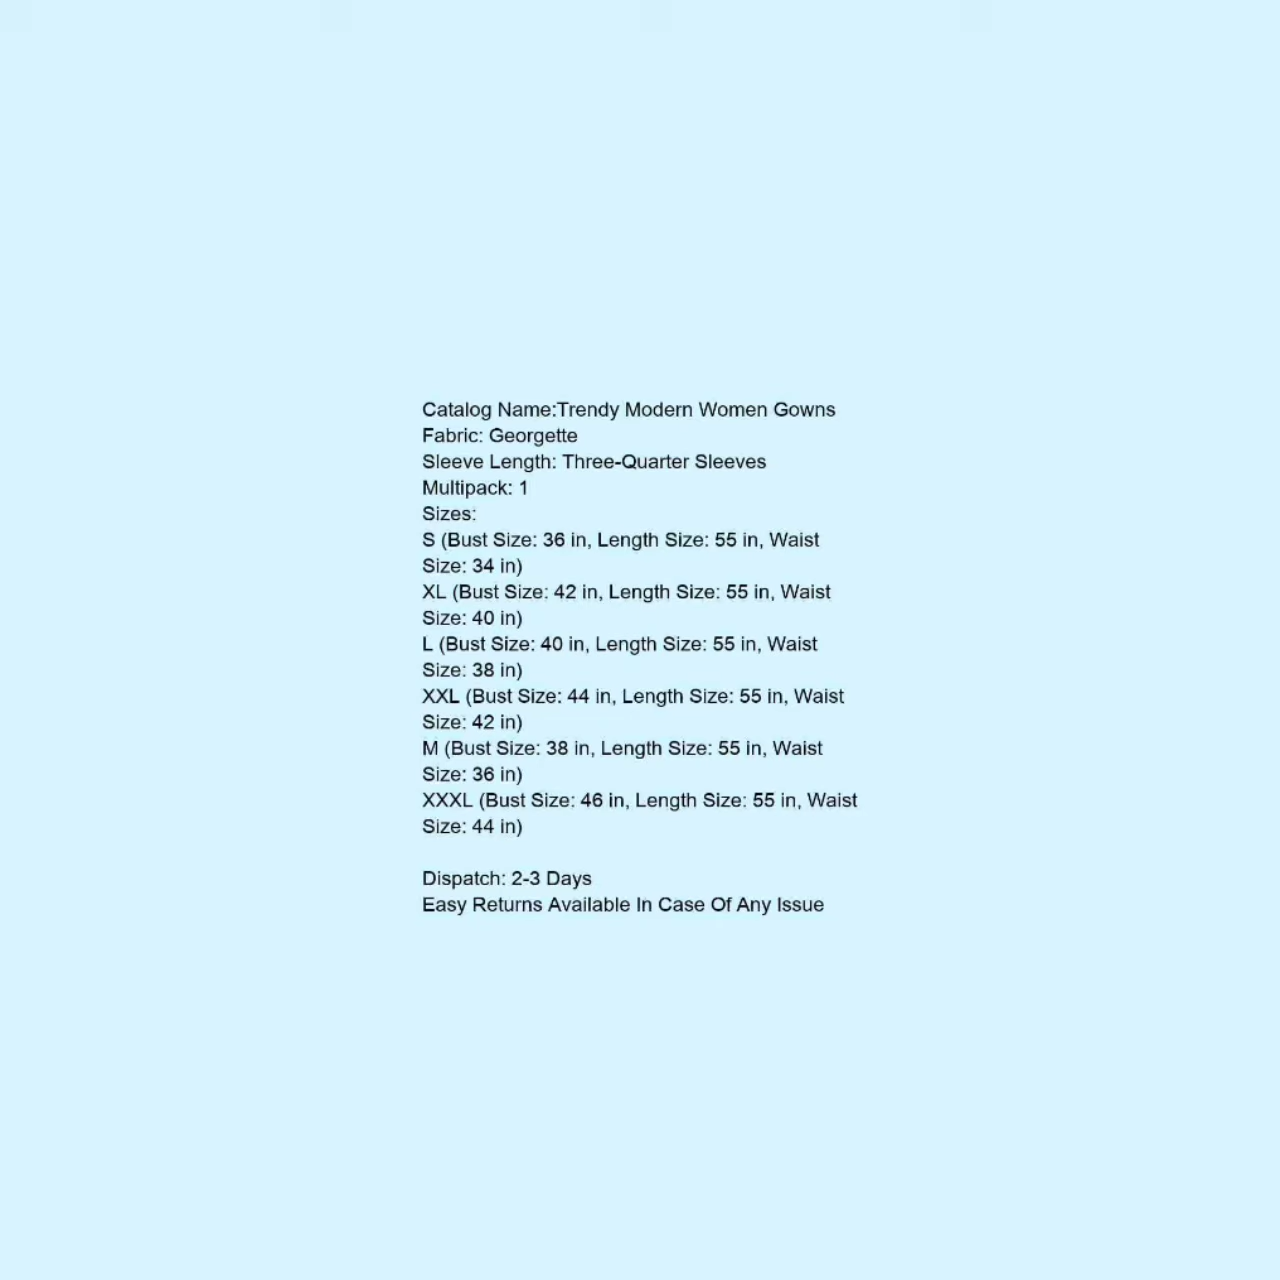 Catalog Name:Trendy Modern Women Gowns
Fabric: Georgette
Sleeve Length: Three-Quarter Sleeves
Multipack: 1
Sizes:
S (Bust Size: 36 in, Length Size: 55 in, Waist
Size: 34 in)
XL (Bust Size: 42 in, Length Size: 55 in, Waist
Size: 40 in)
L (Bust Size: 40 in, Length Size: 55 in, Waist
Size: 38 in)
XXL (Bust Size: 44 in, Length Size: 55 in, Waist
Size: 42 in)
M (Bust Size: 38 in, Length Size: 55 in, Waist
Size: 36 in)
XXXL (Bust Size: 46 in, Length Size: 55 in, Waist
Size: 44 in)

Dispatch: 2-3 Days
Easy Returns Available In Case Of Any Issue